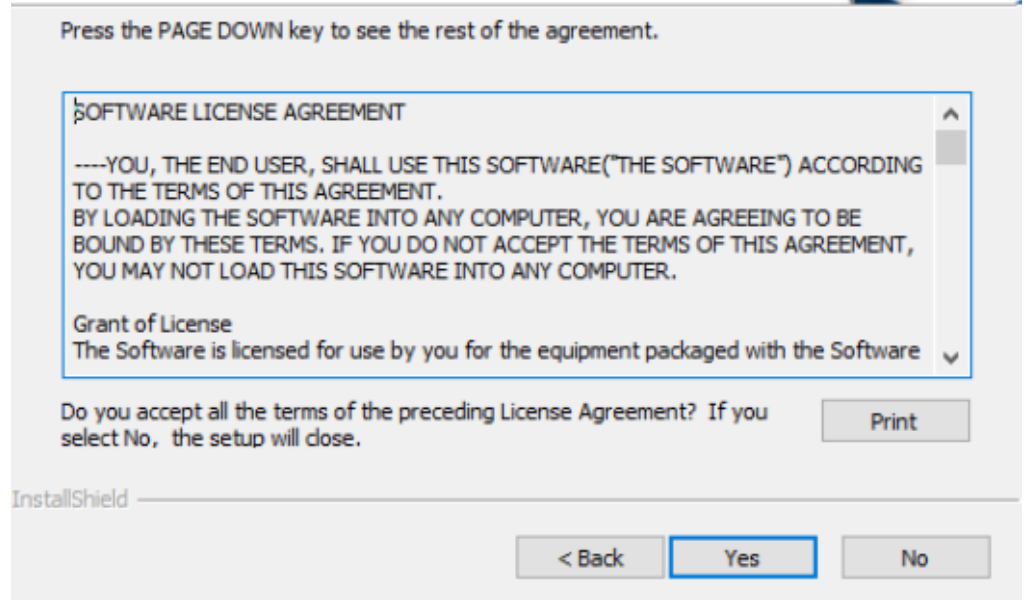 Press the PAGE DOWN key to see the rest of the agreement.
SOFTWARE LICENSE AGREEMENT
----YOU, THE END USER, SHALL USE THIS SOFTWARE("THE SOFTWARE") ACCORDING
TO THE TERMS OF THIS AGREEMENT.
BY LOADING THE SOFTWARE INTO ANY COMPUTER, YOU ARE AGREEING TO BE
BOUND BY THESE TERMS. IF YOU DO NOT ACCEPT THE TERMS OF THIS AGREEMENT,
YOU MAY NOT LOAD THIS SOFTWARE INTO ANY COMPUTER.
Grant of License
The Software is licensed for use by you for the equipment packaged with the Software
Do you accept all the terms of the preceding License Agreement?  If you
select No,  the setup will close.
Print
InstallShield
< Back
Yes
No